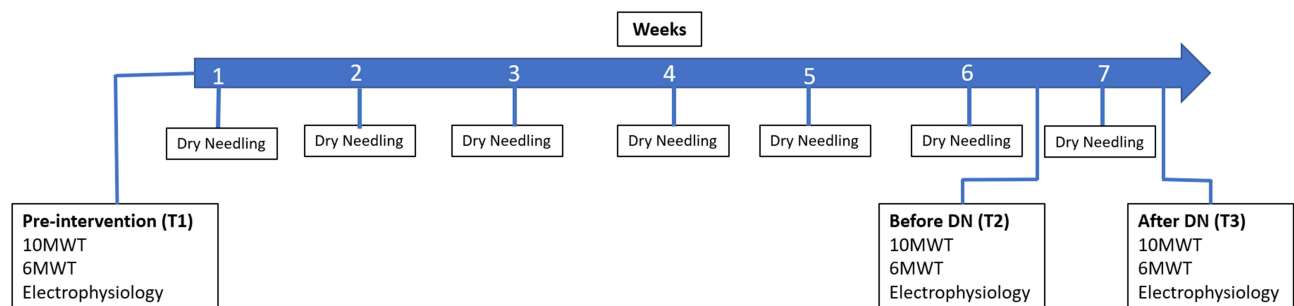 Weeks
1 2 3 4 5 6 7
Dry Needling Dry Needling Dry Needling Dry Needling Dry Needling Dry Needling Dry Needling
Pre-intervention (T1)
10MWT
6MWT
Electrophysiology
Before DN (T2)
10MWT
6MWT
Electrophysiology
After DN (T3)
10MWT
6MWT
Electrophysiology